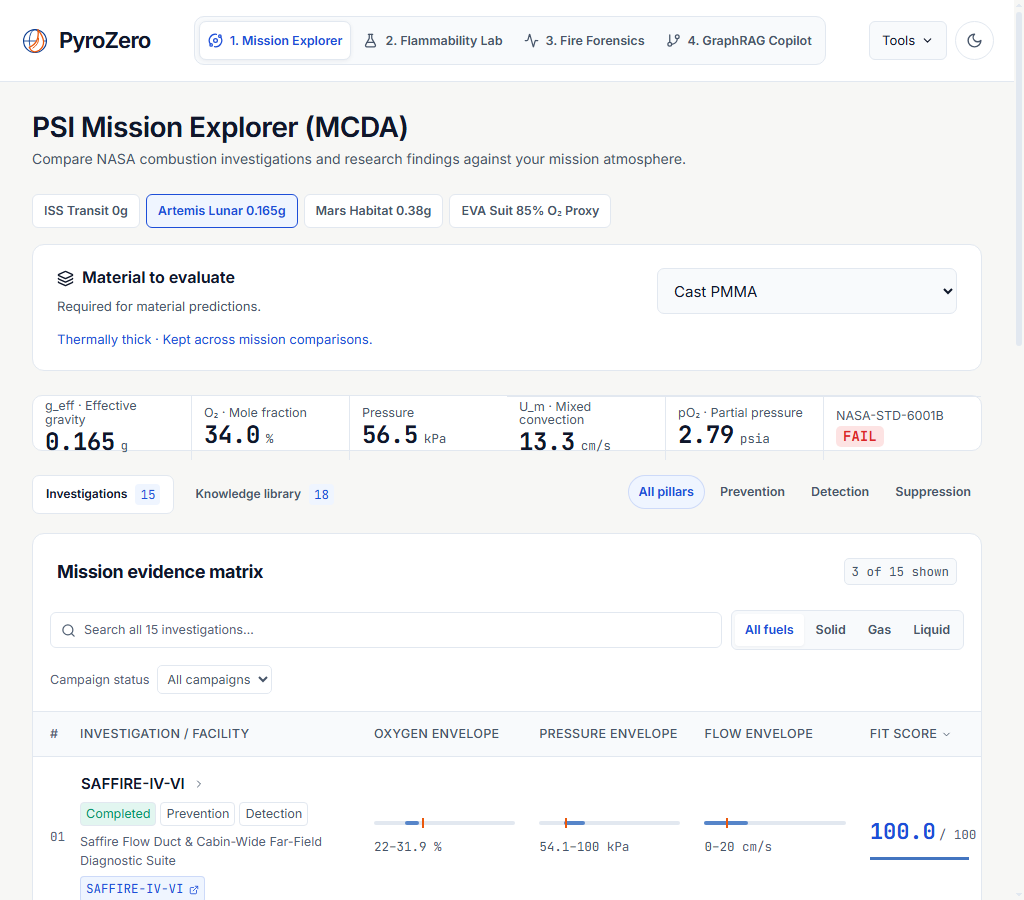 PyroZero
1. Mission Explorer
2. Flammability Lab
3. Fire Forensics
4. GraphRAG Copilot
Tools
PSI Mission Explorer (MCDA)
Compare NASA combustion investigations and research findings against your mission atmosphere.
ISS Transit 0g
Artemis Lunar 0.165g
Mars Habitat 0.38g
EVA Suit 85% O₂ Proxy
Material to evaluate
Required for material predictions.
Thermally thick · Kept across mission comparisons.
Cast PMMA
g_eff · Effective
gravity
0.165 g
O₂ · Mole fraction
34.0 %
Pressure
56.5 kPa
U_m · Mixed
convection
13.3 cm/s
pO₂ · Partial pressure
2.79 psia
NASA-STD-6001B
FAIL
Investigations 15
Knowledge library 18
All pillars
Prevention
Detection
Suppression
Mission evidence matrix
3 of 15 shown
Search all 15 investigations...
All fuels
Solid
Gas
Liquid
Campaign status
All campaigns
# INVESTIGATION / FACILITY OXYGEN ENVELOPE PRESSURE ENVELOPE FLOW ENVELOPE FIT SCORE
01
SAFFIRE-IV-VI
Completed Prevention Detection
Saffire Flow Duct & Cabin-Wide Far-Field
Diagnostic Suite
SAFFIRE-IV-VI
22–31.9 %
54.1–100 kPa
0–20 cm/s
100.0 / 100